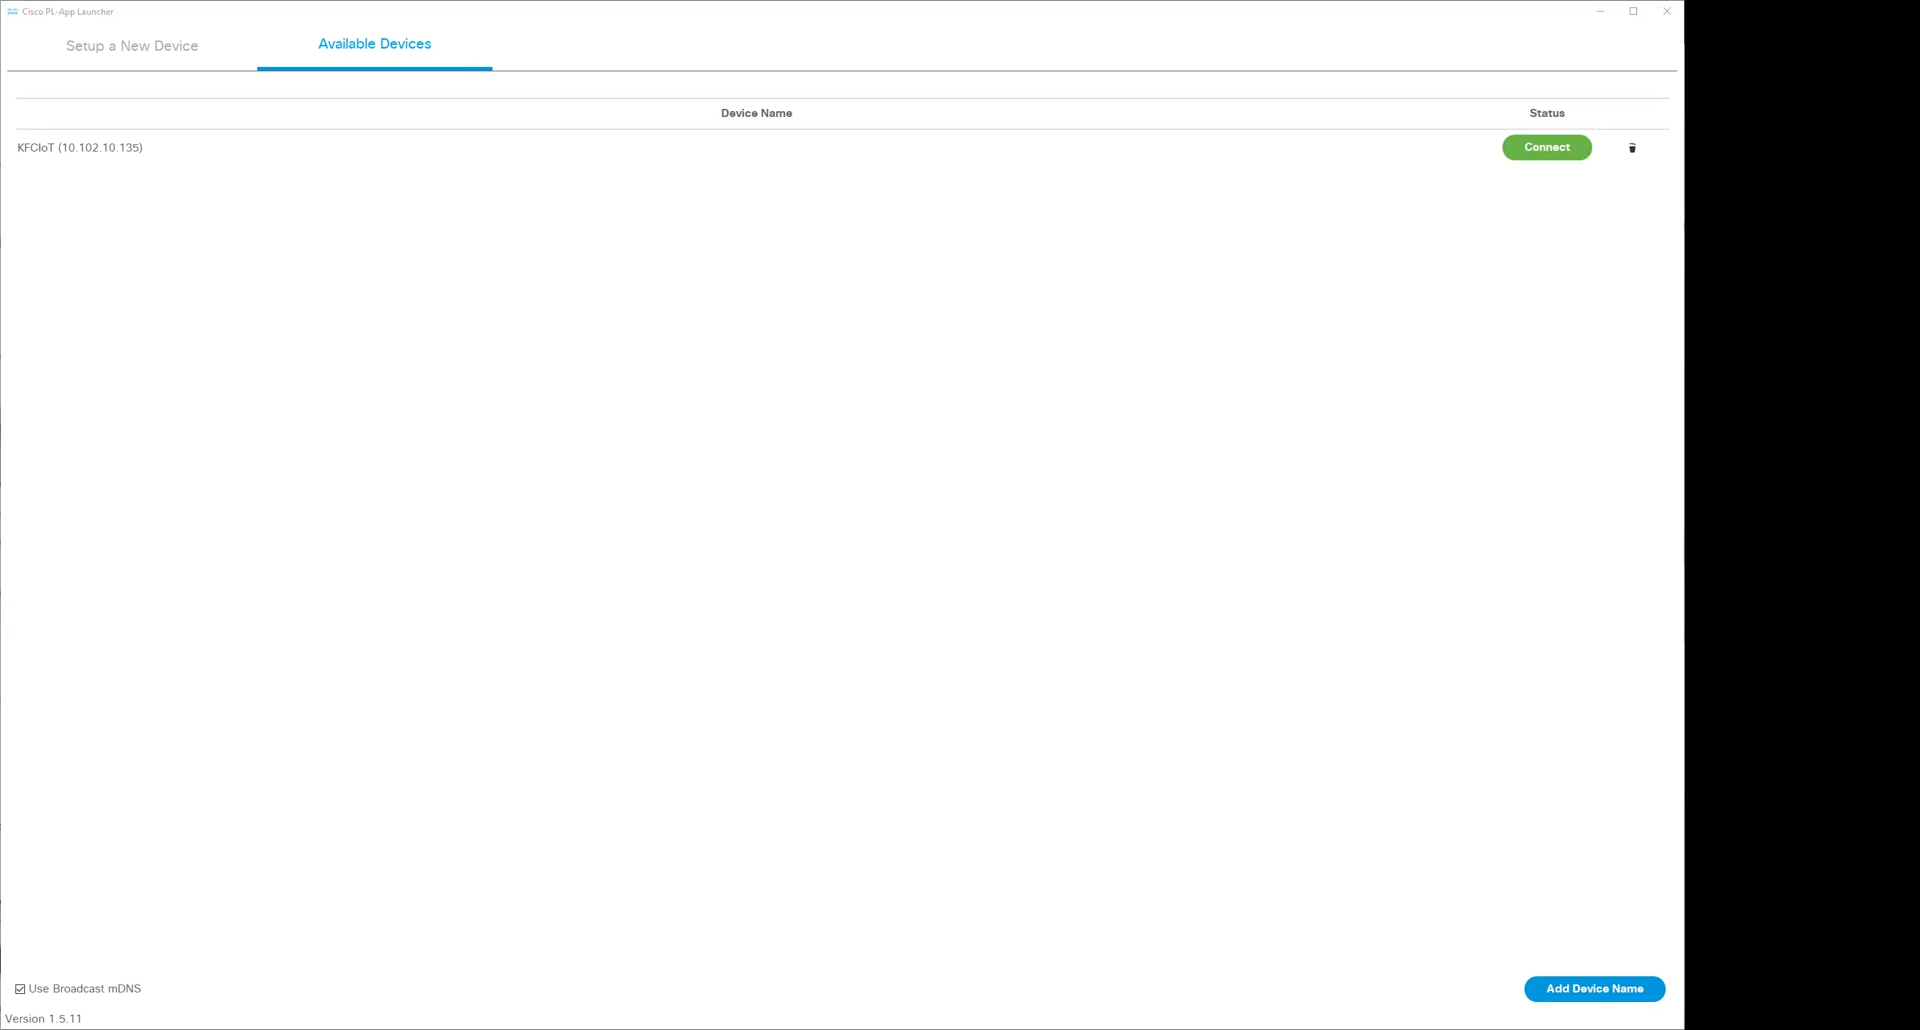 Cisco PL-App Launcher
Setup a New Device
Available Devices
Device Name
Status
KFCIoT (10.102.10.135)
Connect
Use Broadcast mDNS
Add Device Name
Version 1.5.11